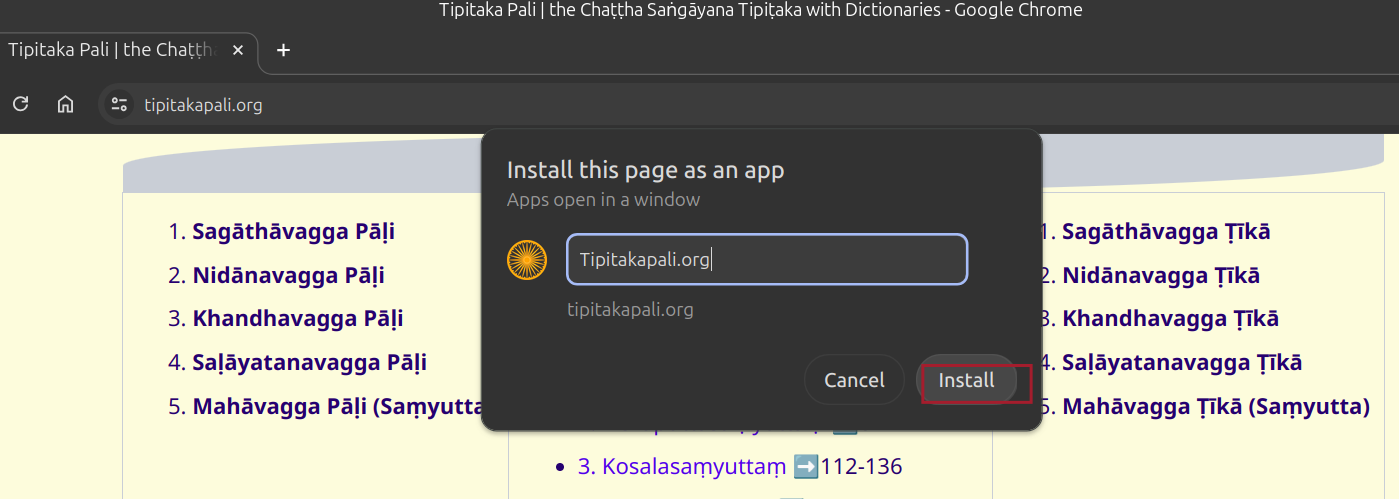 Tipitaka Pali | the Chaṭṭha Saṅgāyana Tipiṭaka with Dictionaries - Google Chrome
Tipitaka Pali | the Chaṭṭh
tipitakapali.org
Install this page as an app
Apps open in a window
Tipitakapali.org
tipitakapali.org
Cancel
Install
1. Sagāthāvagga Pāḷi
2. Nidānavagga Pāḷi
3. Khandhavagga Pāḷi
4. Saḷāyatanavagga Pāḷi
5. Mahāvagga Pāḷi (Saṃyutta
3. Kosalasaṃyuttaṃ ➡️112-136
1. Sagāthāvagga Ṭīkā
2. Nidānavagga Ṭīkā
3. Khandhavagga Ṭīkā
4. Saḷāyatanavagga Ṭīkā
5. Mahāvagga Ṭīkā (Saṃyutta)